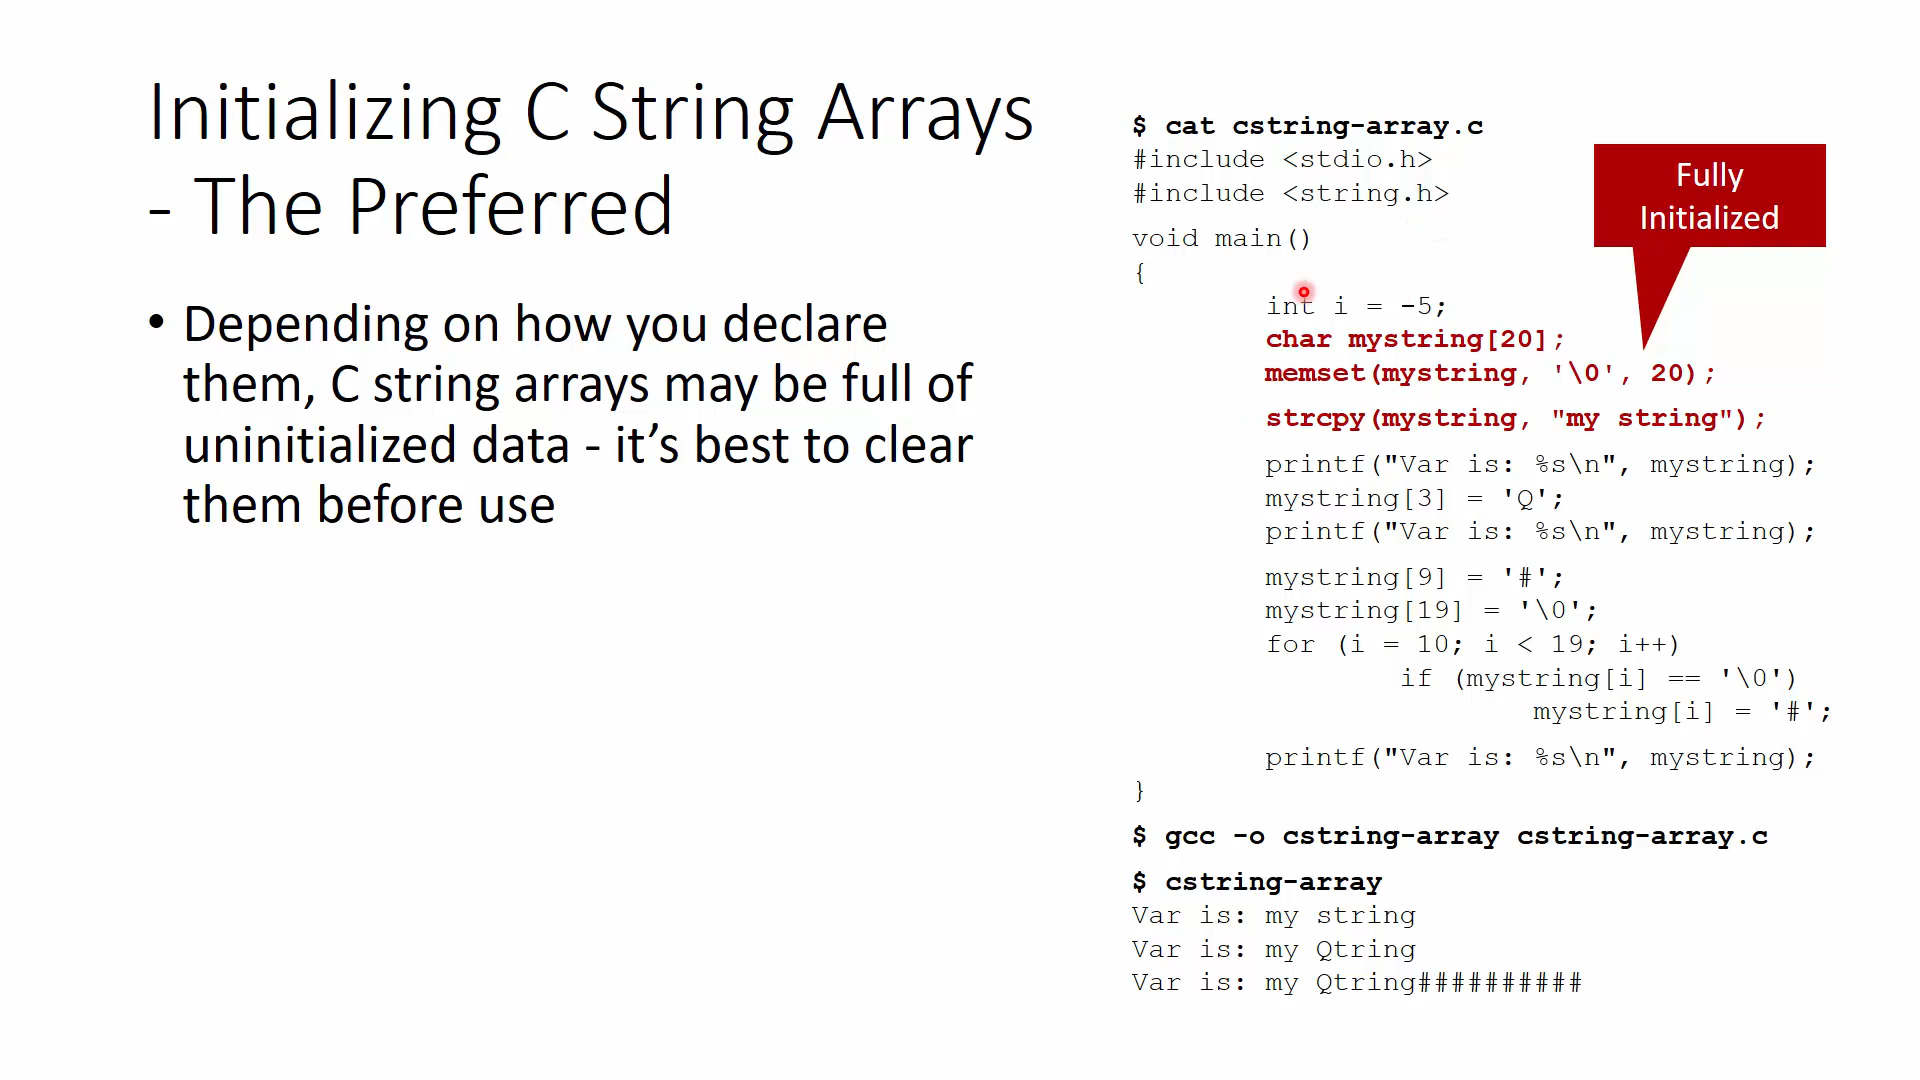 Initializing C String Arrays
- The Preferred
• Depending on how you declare
them, C string arrays may be full of
uninitialized data - it’s best to clear
them before use
$ cat cstring-array.c
#include <stdio.h>
#include <string.h>
void main()
{
int i = -5;
char mystring[20];
memset(mystring, '\0', 20);
strcpy(mystring, "my string");
printf("Var is: %s\n", mystring);
mystring[3] = 'Q';
printf("Var is: %s\n", mystring);
mystring[9] = '#';
mystring[19] = '\0';
for (i = 10; i < 19; i++)
if (mystring[i] == '\0')
mystring[i] = '#';
printf("Var is: %s\n", mystring);
}
$ gcc -o cstring-array cstring-array.c
$ cstring-array
Var is: my string
Var is: my Qtring
Var is: my Qtring##########
Fully
Initialized